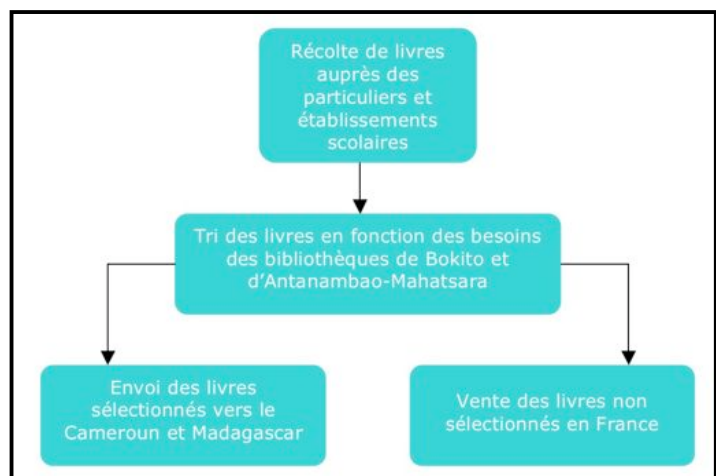 Récolte de livres
auprès des
particuliers et
établissements
scolaires
Tri des livres en fonction des besoins
des bibliothèques de Bokito et
d'Antanambao-Mahatsara
Envoi des livres
sélectionnés vers le
Cameroun et Madagascar
Vente des livres non
sélectionnés en France